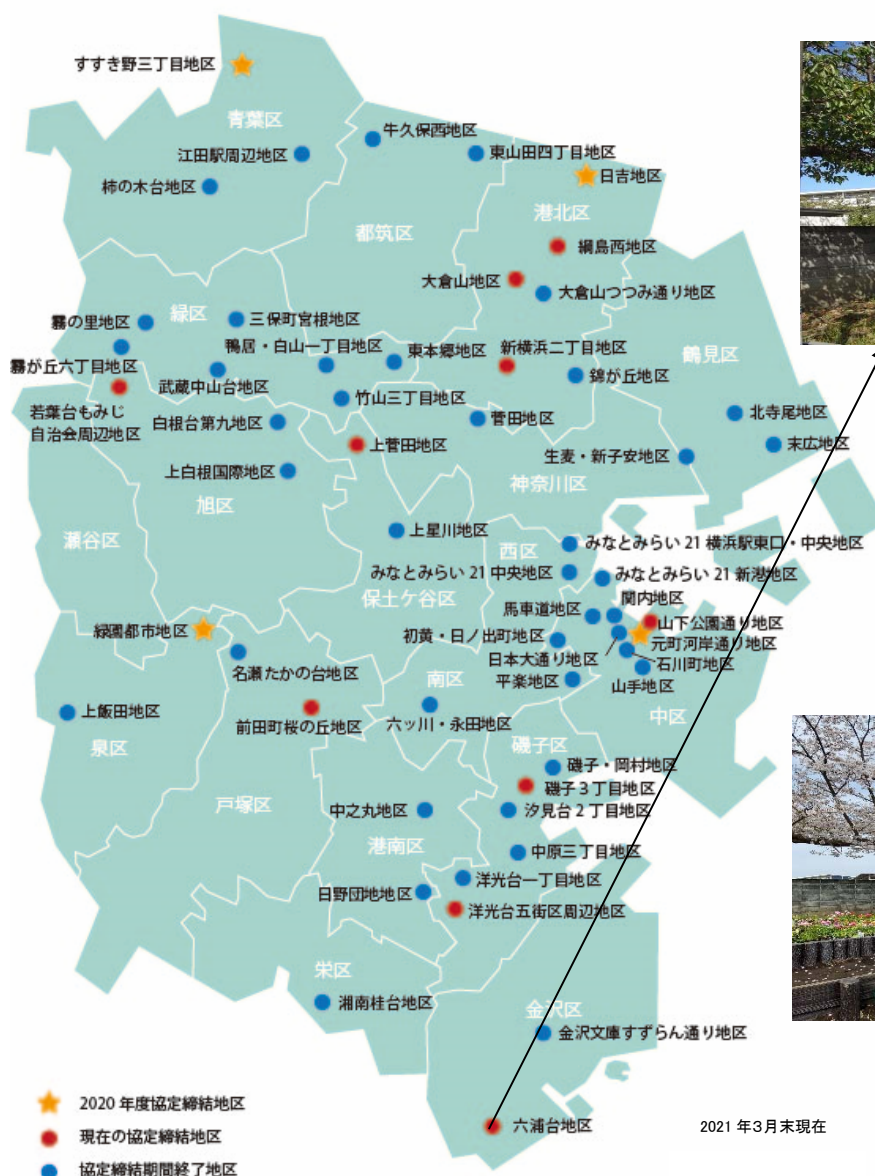 すすき野三丁目地区
青葉区
牛久保西地区
江田駅周辺地区
東山田四丁目地区
柿の木台地区
日吉地区
港北区
都筑区
綱島西地区
大倉山地区
大倉山つつみ通り地区
緑区
霧の里地区
三保町宮根地区
鴨居・白山一丁目地区
東本郷地区
新横浜二丁目地区
鶴見区
霧が丘六丁目地区
武蔵中山台地区
錦が丘地区
若葉台もみじ
自治会周辺地区
竹山三丁目地区
白根台第九地区
菅田地区
北寺尾地区
上菅田地区
末広地区
生麦・新子安地区
上白根国際地区
神奈川区
旭区
瀬谷区
上星川地区
西区
みなとみらい 21 横浜駅東口・中央地区
みなとみらい 21 中央地区
みなとみらい 21 新港地区
保土ケ谷区
関内地区
馬車道地区
山下公園通り地区
緑園都市地区
初黄・日ノ出町地区
元町河岸通り地区
日本大通り地区
石川町地区
名瀬たかの台地区
南区
平楽地区
山手地区
上飯田地区
前田町桜の丘地区
六ッ川・永田地区
中区
泉区
磯子区
磯子・岡村地区
磯子3丁目地区
戸塚区
中之丸地区
汐見台2丁目地区
港南区
中原三丁目地区
洋光台一丁目地区
日野団地地区
洋光台五街区周辺地区
栄区
湘南桂台地区
金沢区
金沢文庫すずらん通り地区
六浦台地区
2021 年3月末現在
2020 年度協定締結地区
現在の協定締結地区
協定締結期間終了地区